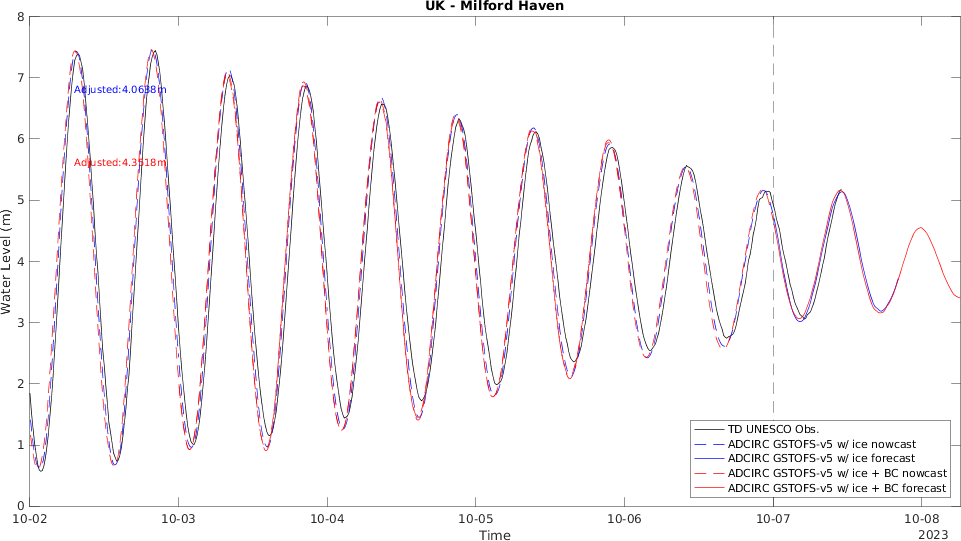 UK - Milford Haven
8
7
6
5
4
3
2
1
0
Water Level (m)
Adjusted:4.0638m
Adjusted:4.3518m
TD UNESCO Obs.
ADCIRC GSTOFS-v5 w/ ice nowcast
ADCIRC GSTOFS-v5 w/ ice forecast
ADCIRC GSTOFS-v5 w/ ice + BC nowcast
ADCIRC GSTOFS-v5 w/ ice + BC forecast
10-02 10-03 10-04 10-05 10-06 10-07 10-08
Time
2023